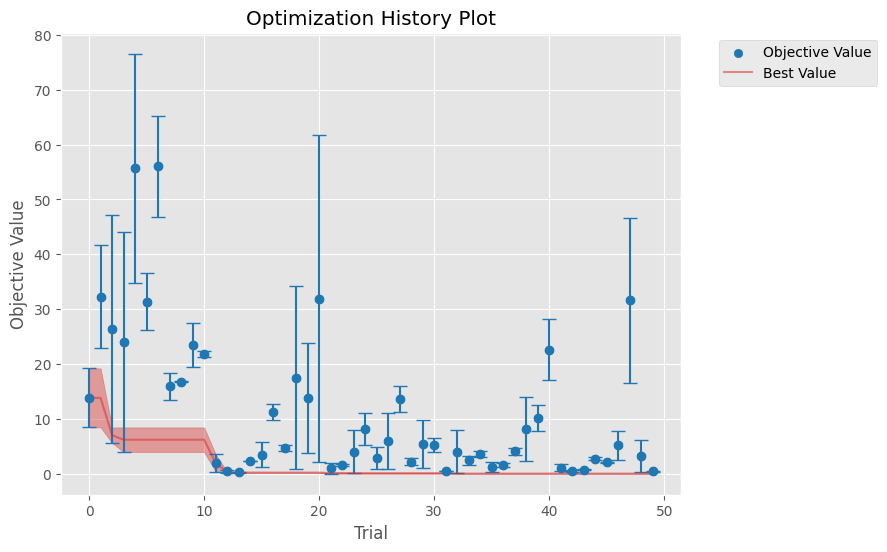 Optimization History Plot
Objective Value
Best Value
80
70
60
50
40
30
20
10
0
Objective Value
0 10 20 30 40 50
Trial